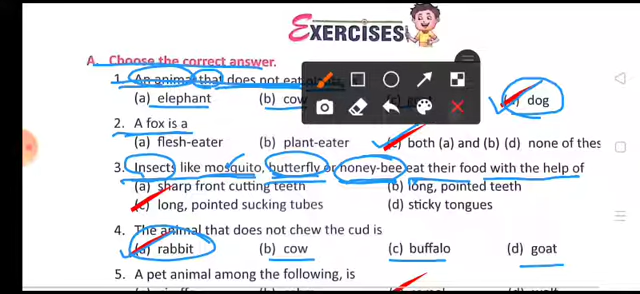 EXERCISES
A. Choose the correct answer.
1. An animal that does not eat
(a) elephant (b) cow dog
2. A fox is a
(a) flesh-eater (b) plant-eater both (a) and (b) (d) none of thes
3. Insects like mosquito, butterfly or honey-bee eat their food with the help of
(a) sharp front cutting teeth (b) long, pointed teeth
(c) long, pointed sucking tubes (d) sticky tongues
4. The animal that does not chew the cud is
(a) rabbit (b) cow (c) buffalo (d) goat
5. A pet animal among the following, is